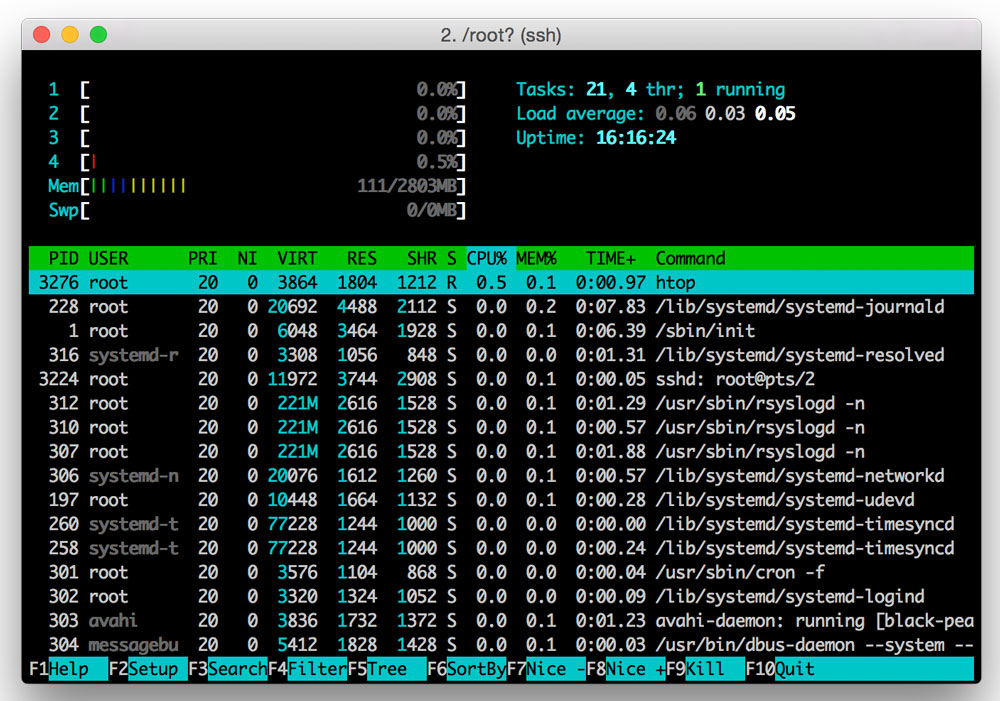 2. /root? (ssh)
1 [ 0.0%] Tasks: 21, 4 thr; 1 running
2 [ 0.0%] Load average: 0.06 0.03 0.05
3 [ 0.0%] Uptime: 16:16:24
4 [| 0.5%]
Mem[|||||||||| 111/2803MB]
Swp[ 0/0MB]
PID USER PRI NI VIRT RES SHR S CPU% MEM% TIME+ Command
3276 root 20 0 3864 1804 1212 R 0.5 0.1 0:00.97 htop
228 root 20 0 20692 4488 2112 S 0.0 0.2 0:07.83 /lib/systemd/systemd-journald
1 root 20 0 6048 3464 1928 S 0.0 0.1 0:06.39 /sbin/init
316 systemd-r 20 0 3308 1056 848 S 0.0 0.0 0:01.31 /lib/systemd/systemd-resolved
3224 root 20 0 11972 3744 2908 S 0.0 0.1 0:00.05 sshd: root@pts/2
312 root 20 0 221M 2616 1528 S 0.0 0.1 0:01.29 /usr/sbin/rsyslogd -n
310 root 20 0 221M 2616 1528 S 0.0 0.1 0:00.57 /usr/sbin/rsyslogd -n
307 root 20 0 221M 2616 1528 S 0.0 0.1 0:01.88 /usr/sbin/rsyslogd -n
306 systemd-n 20 0 20076 1612 1260 S 0.0 0.1 0:00.57 /lib/systemd/systemd-networkd
197 root 20 0 10448 1664 1132 S 0.0 0.1 0:00.28 /lib/systemd/systemd-udevd
260 systemd-t 20 0 77228 1244 1000 S 0.0 0.0 0:00.00 /lib/systemd/systemd-timesyncd
258 systemd-t 20 0 77228 1244 1000 S 0.0 0.0 0:00.24 /lib/systemd/systemd-timesyncd
301 root 20 0 3576 1104 868 S 0.0 0.0 0:00.04 /usr/sbin/cron -f
302 root 20 0 3320 1324 1052 S 0.0 0.0 0:00.09 /lib/systemd/systemd-logind
303 avahi 20 0 3836 1732 1372 S 0.0 0.1 0:01.23 avahi-daemon: running [black-pea
304 messagebu 20 0 5412 1828 1428 S 0.0 0.1 0:00.03 /usr/bin/dbus-daemon --system --
F1Help F2Setup F3SearchF4FilterF5Tree F6SortByF7Nice -F8Nice +F9Kill F10Quit